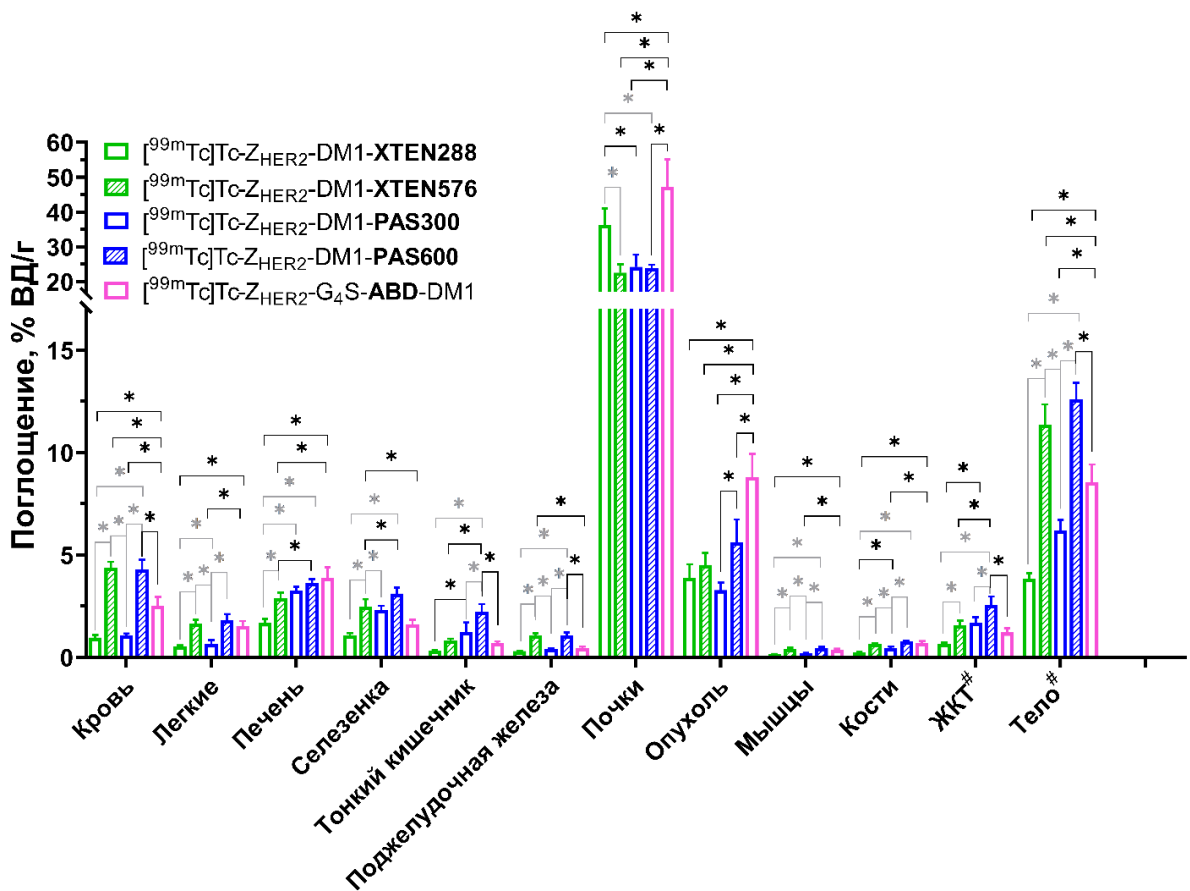 [99mTc]Tc-ZHER2-DM1-XTEN288
[99mTc]Tc-ZHER2-DM1-XTEN576
[99mTc]Tc-ZHER2-DM1-PAS300
[99mTc]Tc-ZHER2-DM1-PAS600
[99mTc]Tc-ZHER2-G4S-ABD-DM1
Поглощение, % ВД/г
60
50
40
30
20
15
10
5
0
Кровь
Легкие
Печень
Селезенка
Тонкий кишечник
Поджелудочная железа
Почки
Опухоль
Мышцы
Кости
ЖКТ#
Тело#